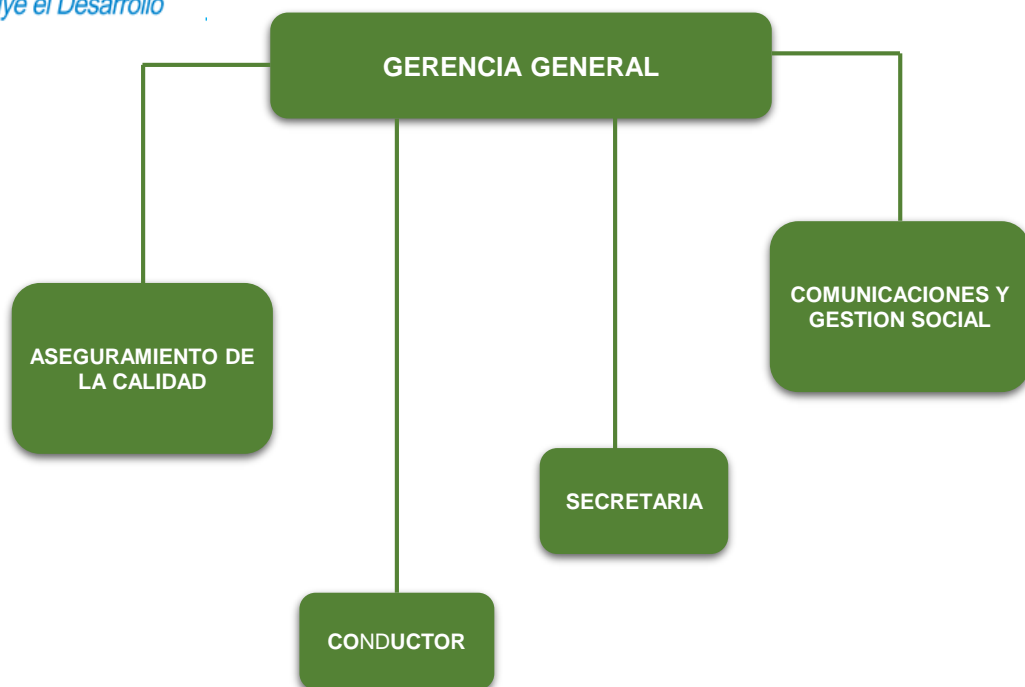 el Desarrollo
GERENCIA GENERAL
COMUNICACIONES Y
GESTION SOCIAL
ASEGURAMIENTO DE
LA CALIDAD
SECRETARIA
CONDUCTOR